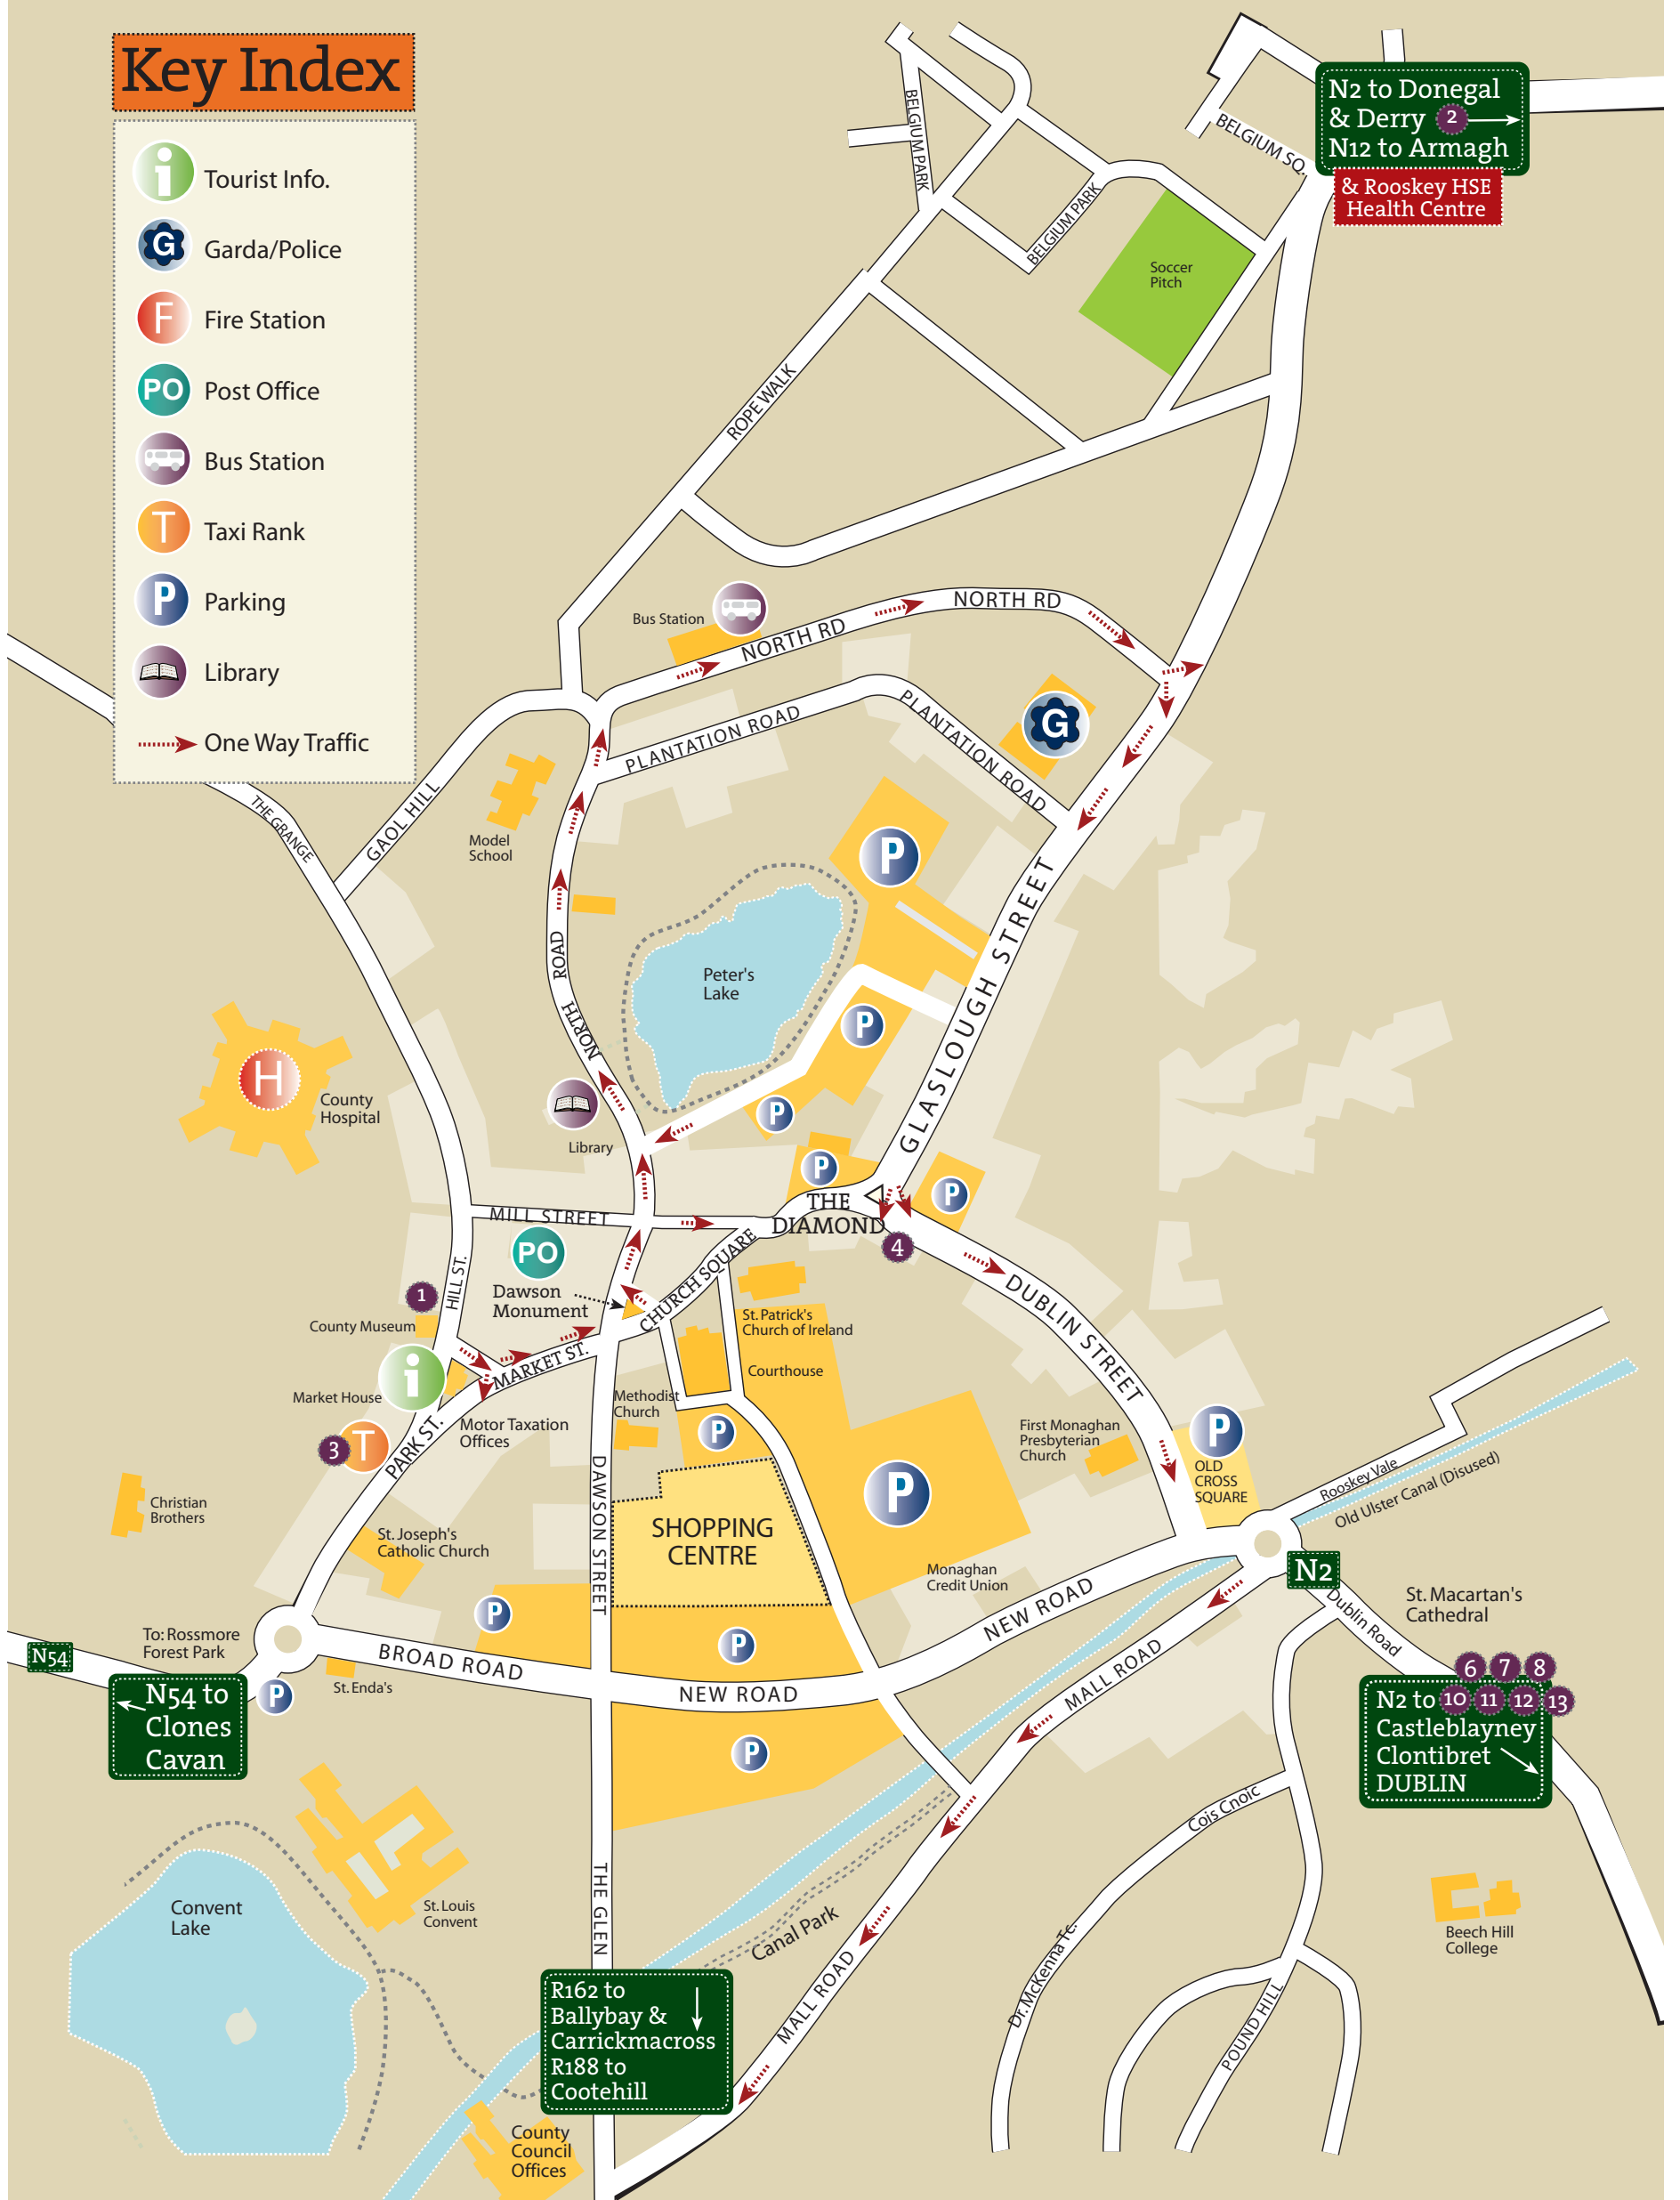 Key Index
i
Tourist Info.
G
Garda/Police
F
Fire Station
PO
Post Office
Bus Station
T
Taxi Rank
P
Parking
Library
One Way Traffic
N2 to Donegal
& Derry 2
N12 to Armagh
& Rooskey HSE
Health Centre
BELGIUM PARK
BELGIUM SQ.
BELGIUM PARK
Soccer
Pitch
ROPE WALK
Bus Station
NORTH RD
NORTH RD
PLANTATION ROAD
PLANTATION ROAD
G
THE GRANGE
GAOL HILL
Model
School
P
GLASLOUGH STREET
NORTH ROAD
Peter's
Lake
P
H
County
Hospital
Library
P
P
P
THE
DIAMOND
4
MILL STREET
PO
HILL ST.
1
Dawson
Monument
CHURCH SQUARE
County Museum
i
Market House
MARKET ST.
St. Patrick's
Church of Ireland
Courthouse
DUBLIN STREET
Methodist
Church
Motor Taxation
Offices
3
T
PARK ST.
P
P
First Monaghan
Presbyterian
Church
P
OLD
CROSS
SQUARE
Rooskey Vale
Old Ulster Canal (Disused)
Christian
Brothers
St. Joseph's
Catholic Church
DAWSON STREET
SHOPPING
CENTRE
Monaghan
Credit Union
N2
NEW ROAD
Dublin Road
St. Macartan's
Cathedral
P
P
To: Rossmore
Forest Park
N54
BROAD ROAD
St. Enda's
P
NEW ROAD
MALL ROAD
N54 to
Clones
Cavan
P
6 7 8
N2 to 10 11 12 13
Castleblayney
Clontibret
DUBLIN
Cois Cnoic
St. Louis
Convent
Convent
Lake
THE GLEN
Canal Park
Dr. McKenna Tc.
Beech Hill
College
MALL ROAD
POUND HILL
R162 to
Ballybay &
Carrickmacross
R188 to
Cootehill
County
Council
Offices